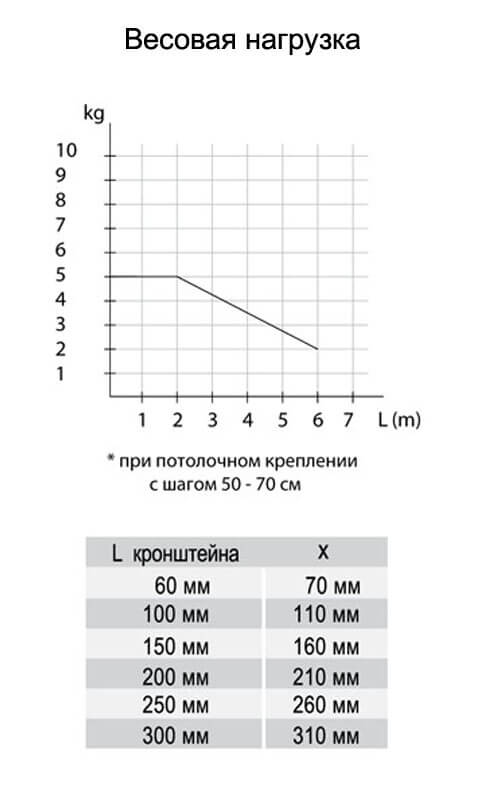 Весовая нагрузка
kg
10
9
8
7
6
5
4
3
2
1
1 2 3 4 5 6 7 L (m)
* при потолочном креплении
с шагом 50 - 70 см
L кронштейна X
60 мм 70 мм
100 мм 110 мм
150 мм 160 мм
200 мм 210 мм
250 мм 260 мм
300 мм 310 мм